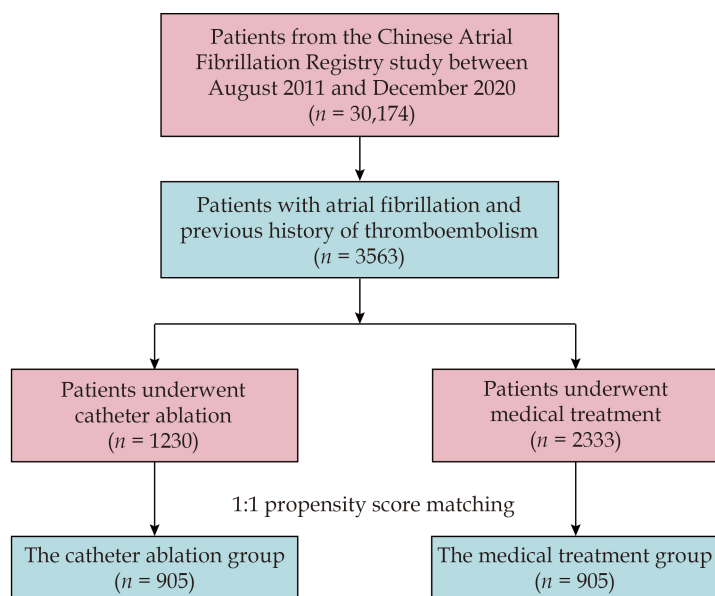 Patients from the Chinese Atrial
Fibrillation Registry study between
August 2011 and December 2020
(n = 30,174)
Patients with atrial fibrillation and
previous history of thromboembolism
(n = 3563)
Patients underwent
catheter ablation
(n = 1230)
Patients underwent
medical treatment
(n = 2333)
1:1 propensity score matching
The catheter ablation group
(n = 905)
The medical treatment group
(n = 905)